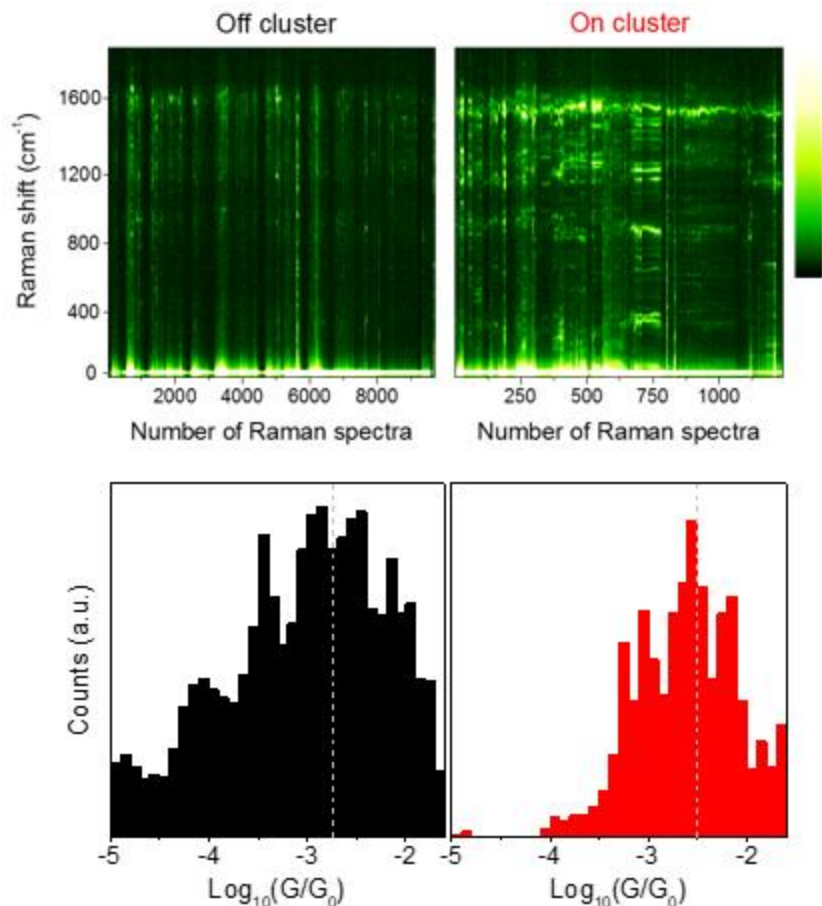 Off cluster
On cluster
Raman shift (cm⁻¹)
1600
1200
800
400
0
2000 4000 6000 8000
250 500 750 1000
Number of Raman spectra
Number of Raman spectra
Counts (a.u.)
-5 -4 -3 -2
-5 -4 -3 -2
Log₁₀(G/G₀)
Log₁₀(G/G₀)